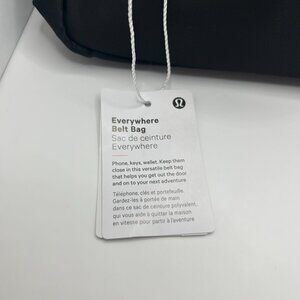 Everywhere
Belt Bag
Sac de ceinture
Everywhere
Phone, keys, wallet. Keep them
close in this versatile belt bag
that helps you get out the door
and on to your next adventure
Téléphone, clés et portefeuille.
Gardez-les à portée de main
dans ce sac de ceinture polyvalent,
qui vous aide à quitter la maison
en vitesse pour partir à l'aventure